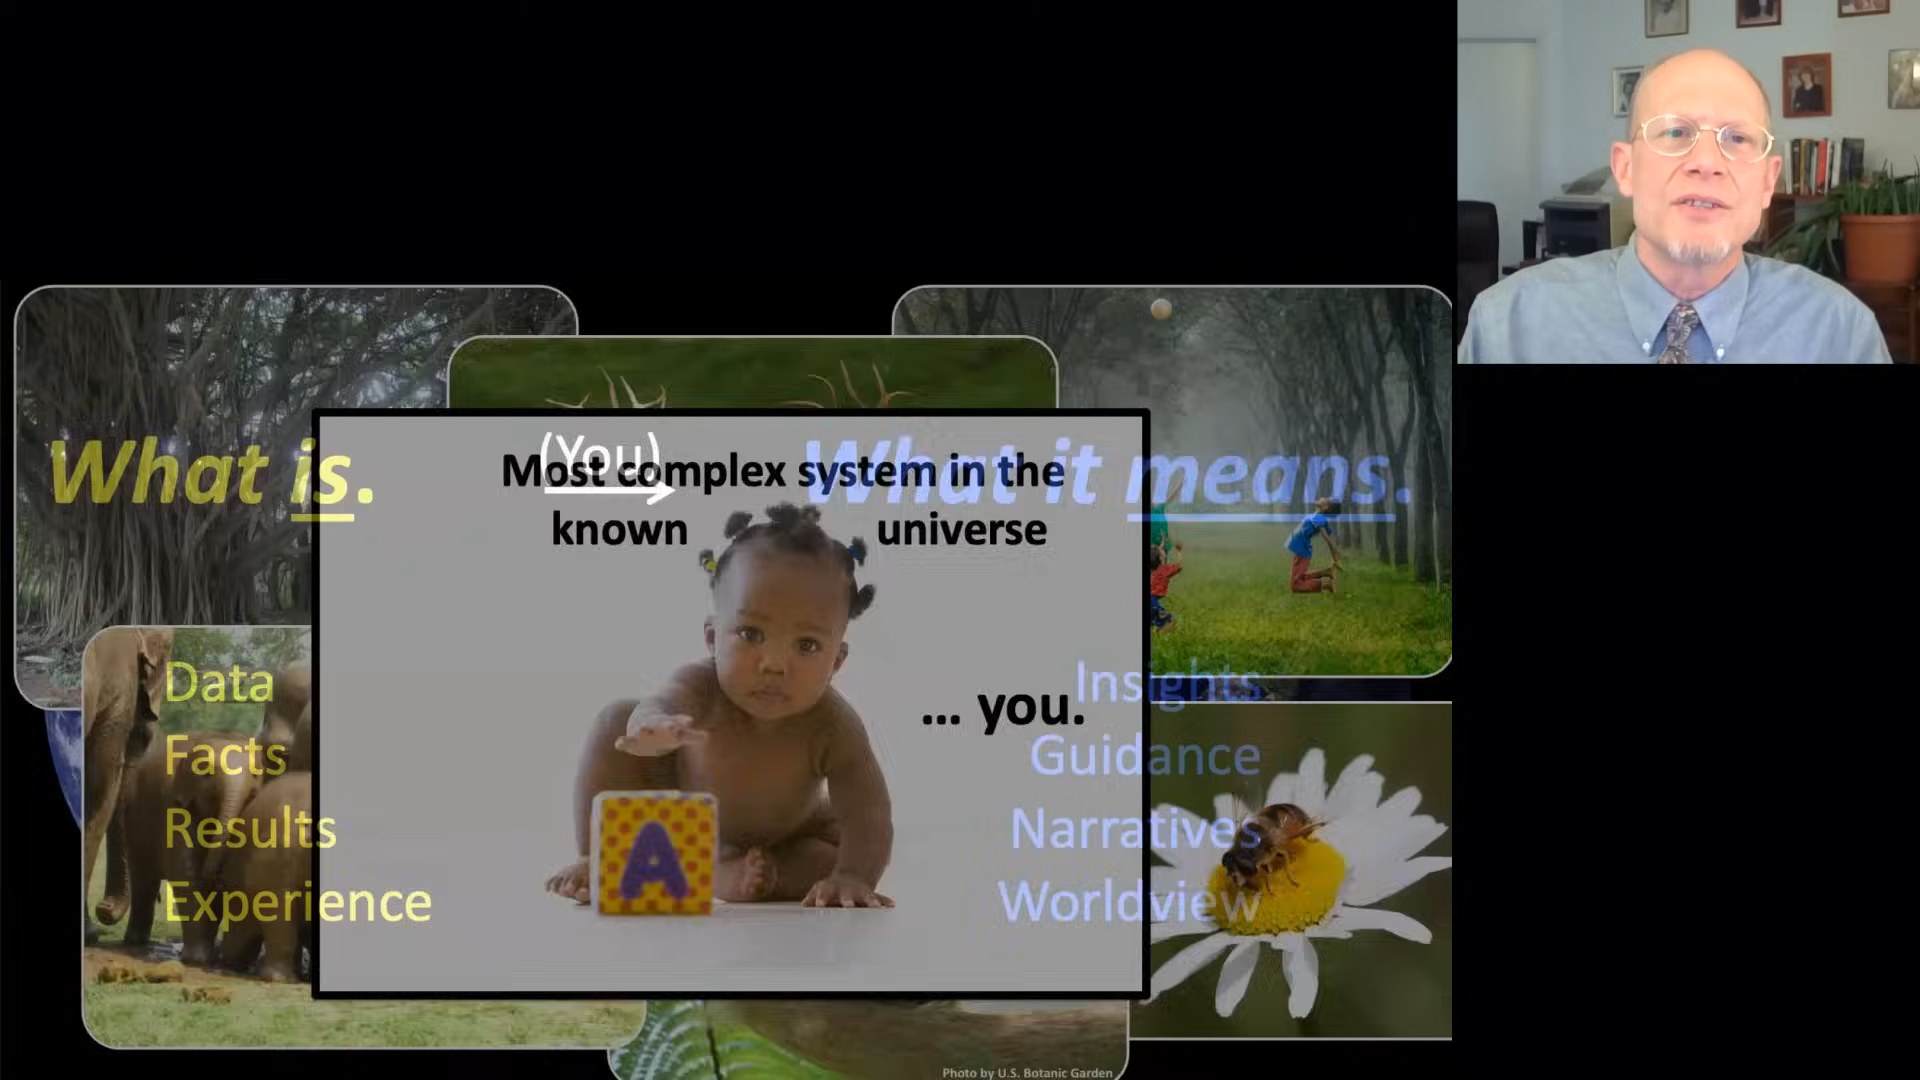 (You)
What is.
What it means.
Most complex system in the
known universe
... you.
Data
Facts
Results
Experience
Insights
Guidance
Narratives
Worldview
A
Photo by U.S. Botanic Garden